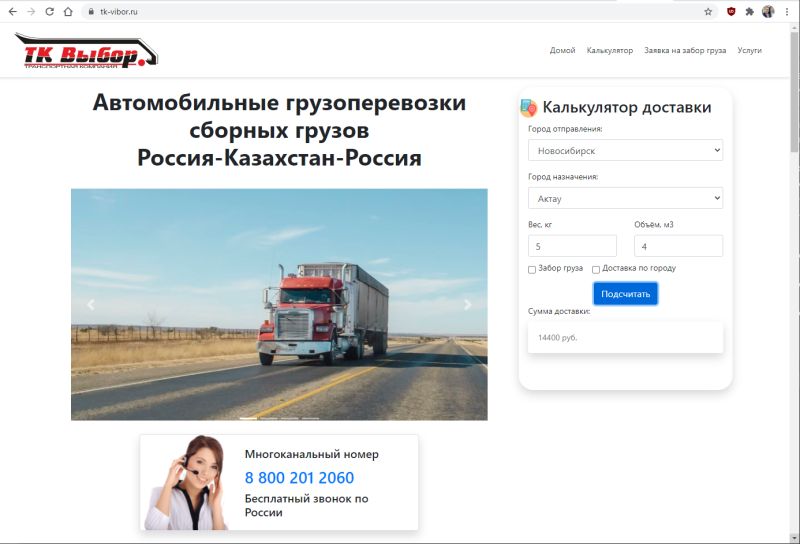 tk-vibor.ru
ТК Выбор.
ТРАНСПОРТНАЯ КОМПАНИЯ
Домой Калькулятор Заявка на забор груза Услуги
Автомобильные грузоперевозки
сборных грузов
Россия-Казахстан-Россия
Многоканальный номер
8 800 201 2060
Бесплатный звонок по
России
Калькулятор доставки
Город отправления:
Новосибирск
Город назначения:
Актау
Вес, кг Объём, м3
5 4
Забор груза Доставка по городу
Подсчитать
Сумма доставки:
14400 руб.